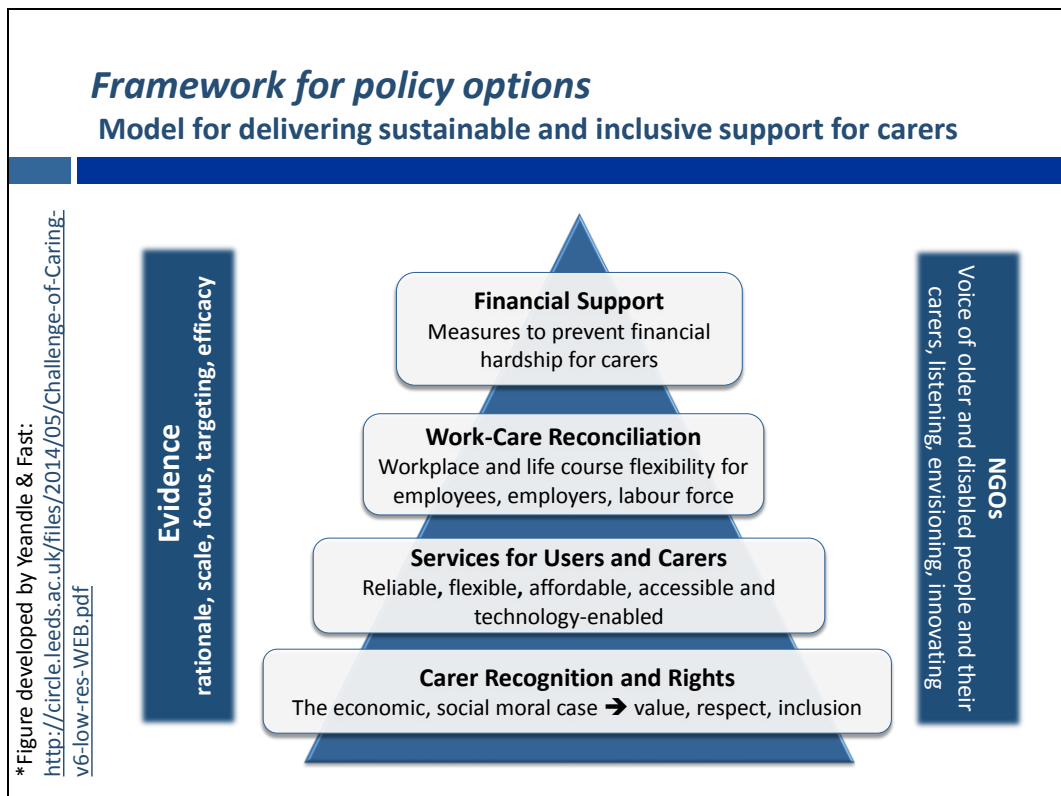 Framework for policy options
Model for delivering sustainable and inclusive support for carers
*Figure developed by Yeandle & Fast:
http://circle.leeds.ac.uk/files/2014/05/Challenge-of-Caring-
v6-low-res-WEB.pdf
Evidence
rationale, scale, focus, targeting, efficacy
Financial Support
Measures to prevent financial
hardship for carers
Work-Care Reconciliation
Workplace and life course flexibility for
employees, employers, labour force
Services for Users and Carers
Reliable, flexible, affordable, accessible and
technology-enabled
Carer Recognition and Rights
The economic, social moral case ➔ value, respect, inclusion
NGOs
Voice of older and disabled people and their
carers, listening, envisioning, innovating